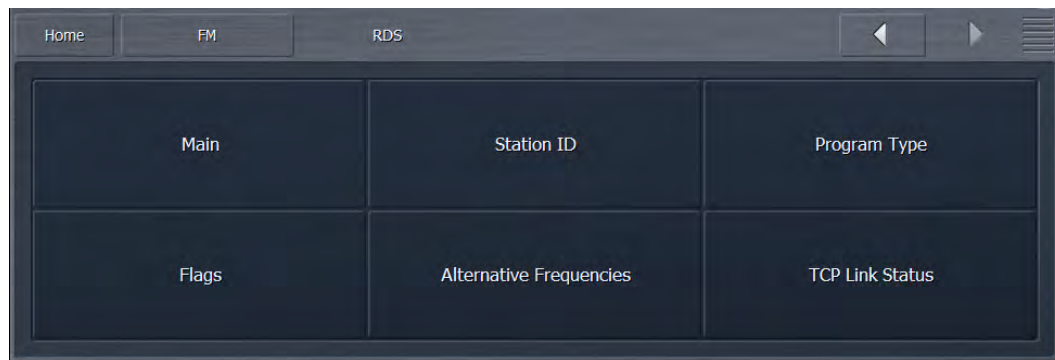 Home FM RDS
Main Station ID Program Type
Flags Alternative Frequencies TCP Link Status